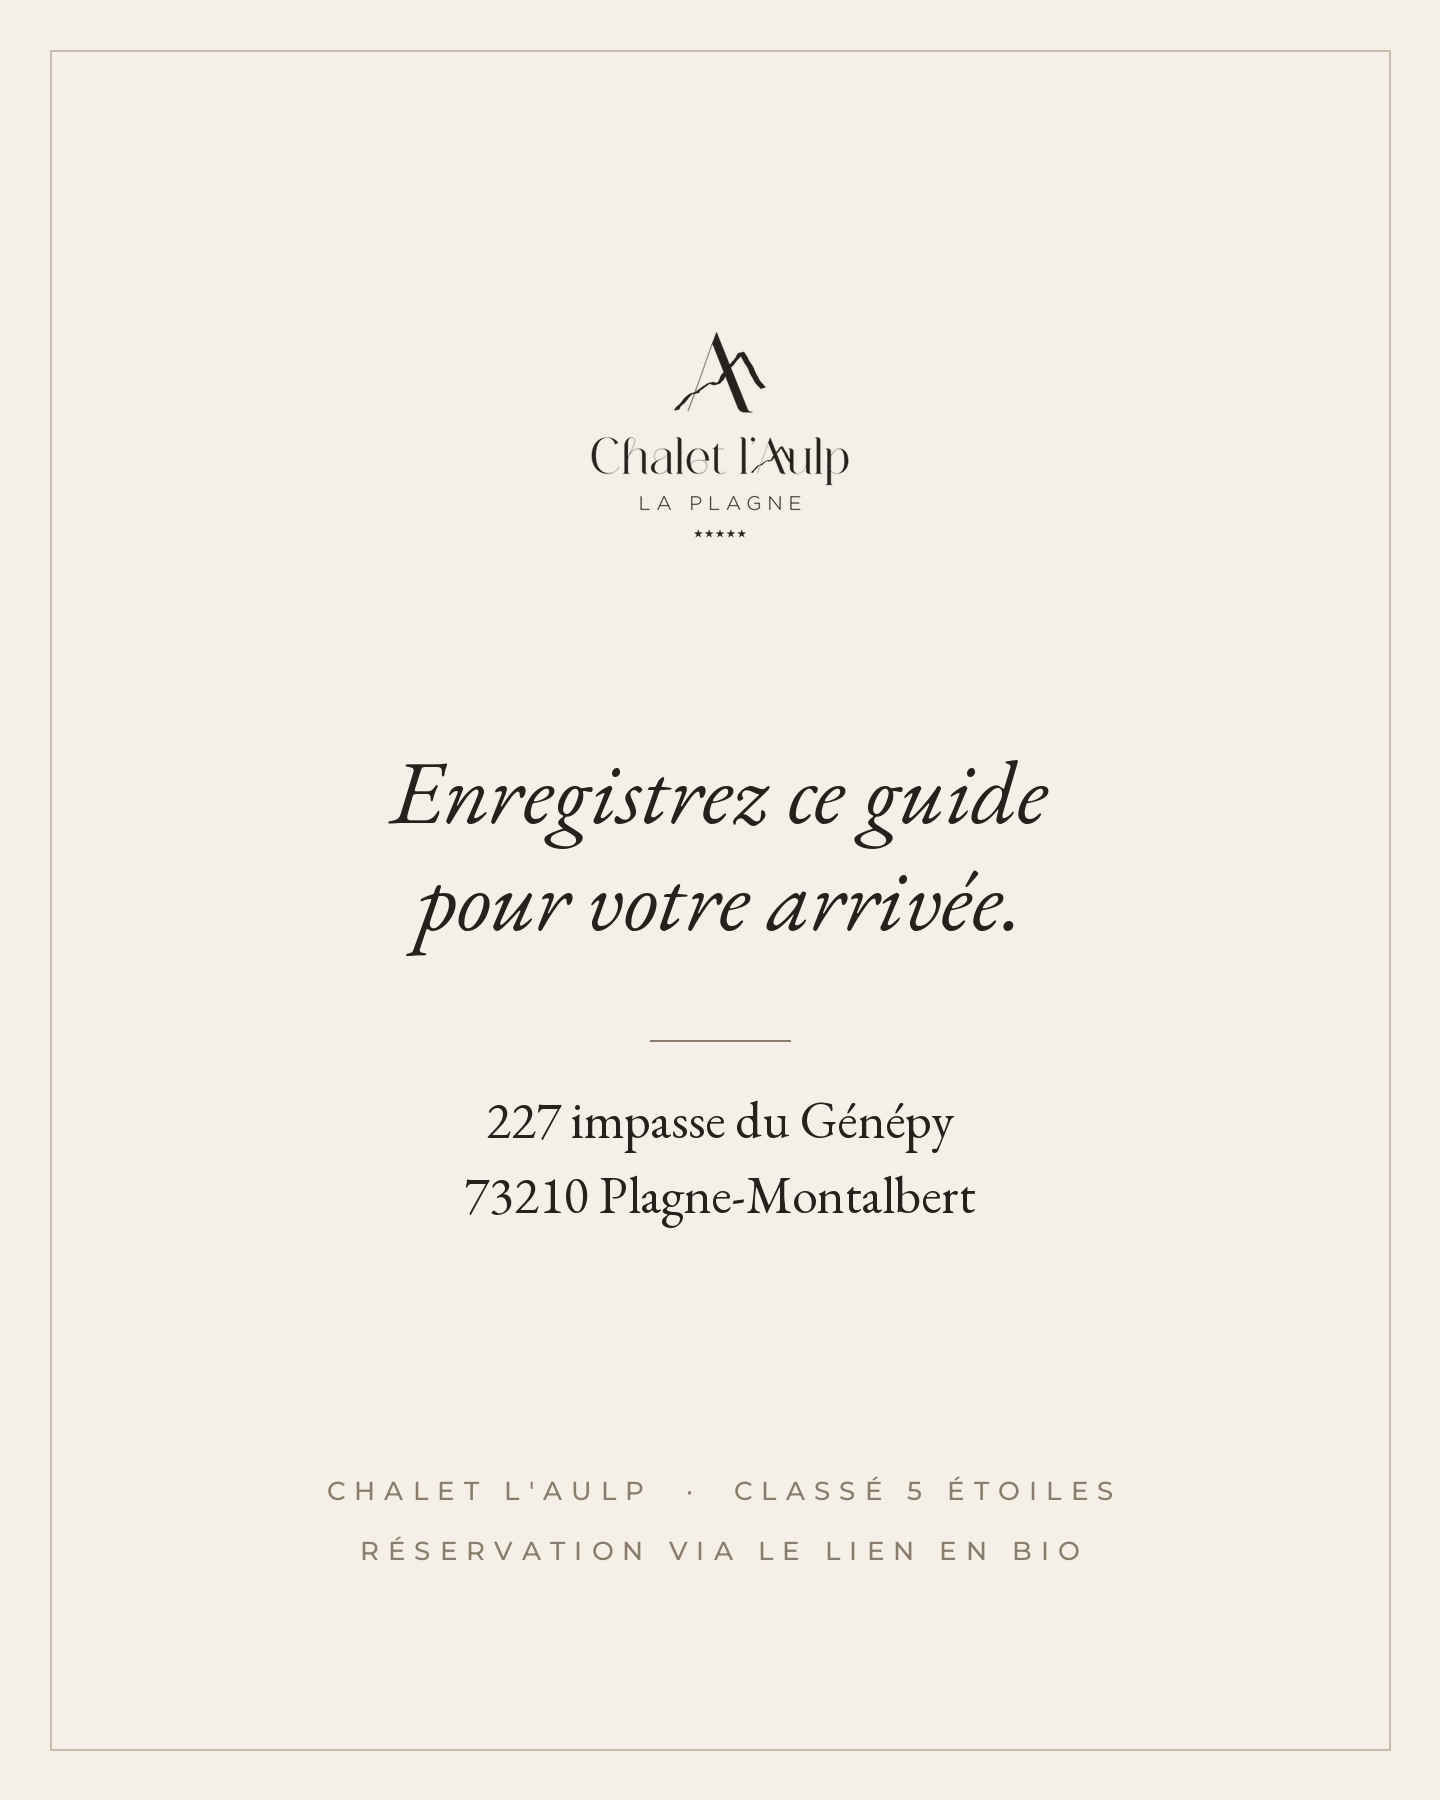 Chalet l'Aulp
LA PLAGNE
★★★★★
Enregistrez ce guide
pour votre arrivée.
227 impasse du Génépy
73210 Plagne-Montalbert
CHALET L'AULP · CLASSÉ 5 ÉTOILES
RÉSERVATION VIA LE LIEN EN BIO